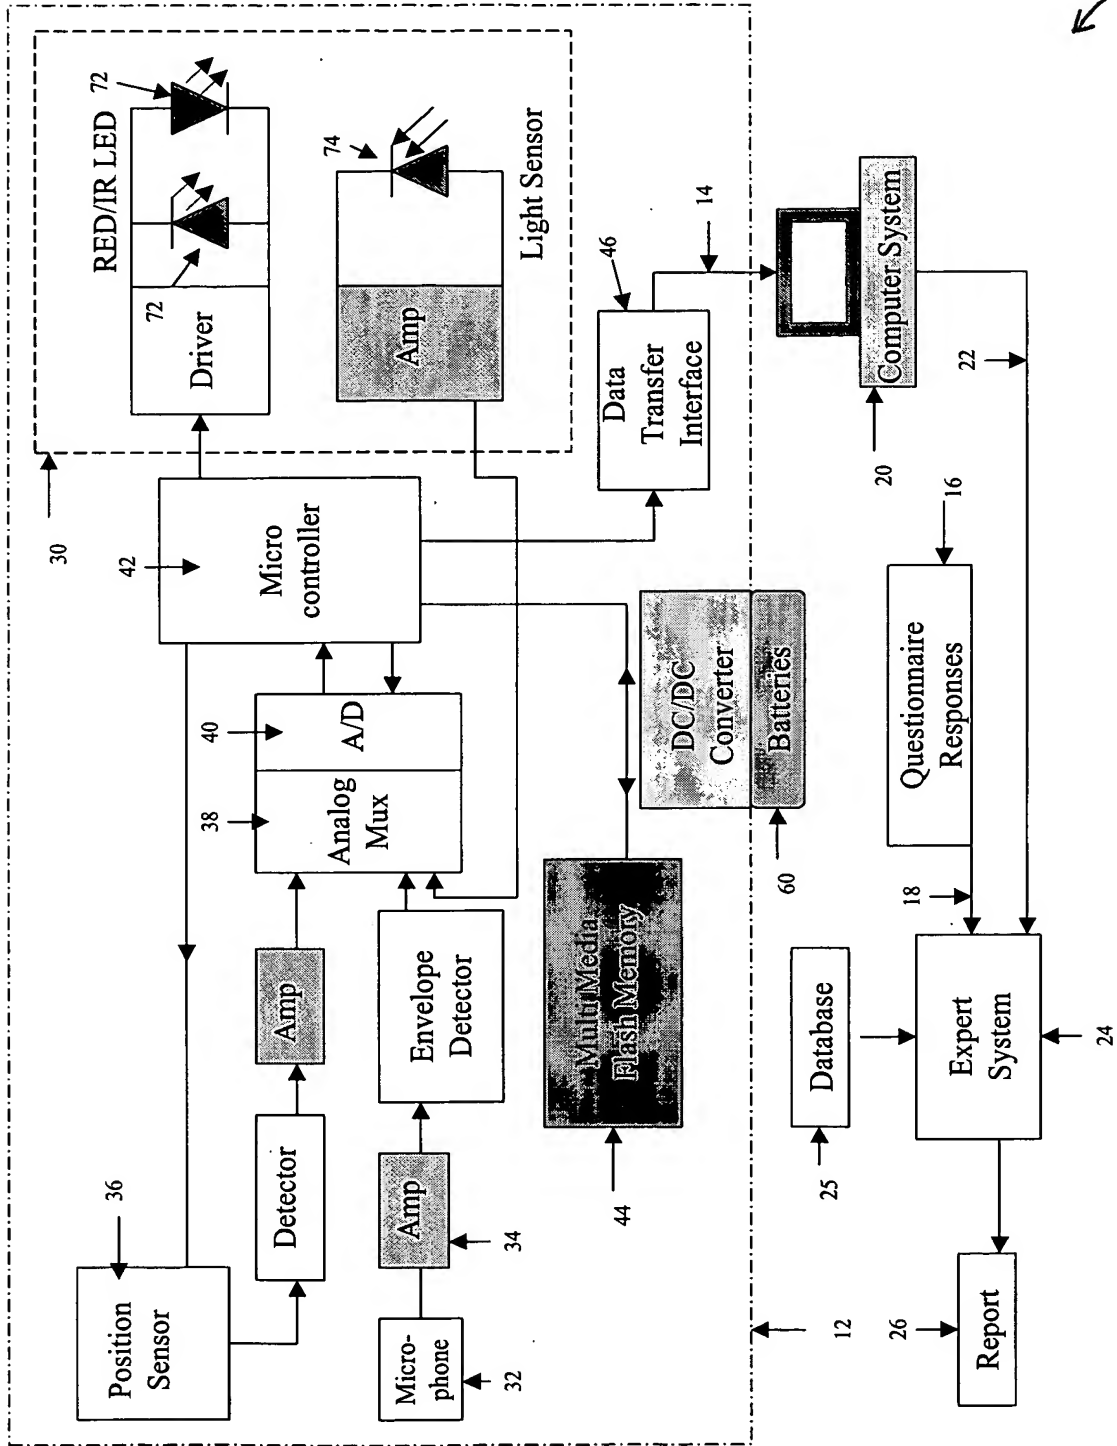 RED/IR LED
72
72
Driver
74
Amp
Light Sensor
30
42
Micro
controller
46
Data
Transfer
Interface
14
Computer System
20
22
36
Position
Sensor
Detector
Amp
38
Analog
Mux
40
A/D
32
Micro-
phone
34
Amp
Envelope
Detector
44
Multi Media
Flash Memory
DC/DC
Converter
Batteries
60
12
16
Questionnaire
Responses
18
25
Database
Expert
System
24
26
Report